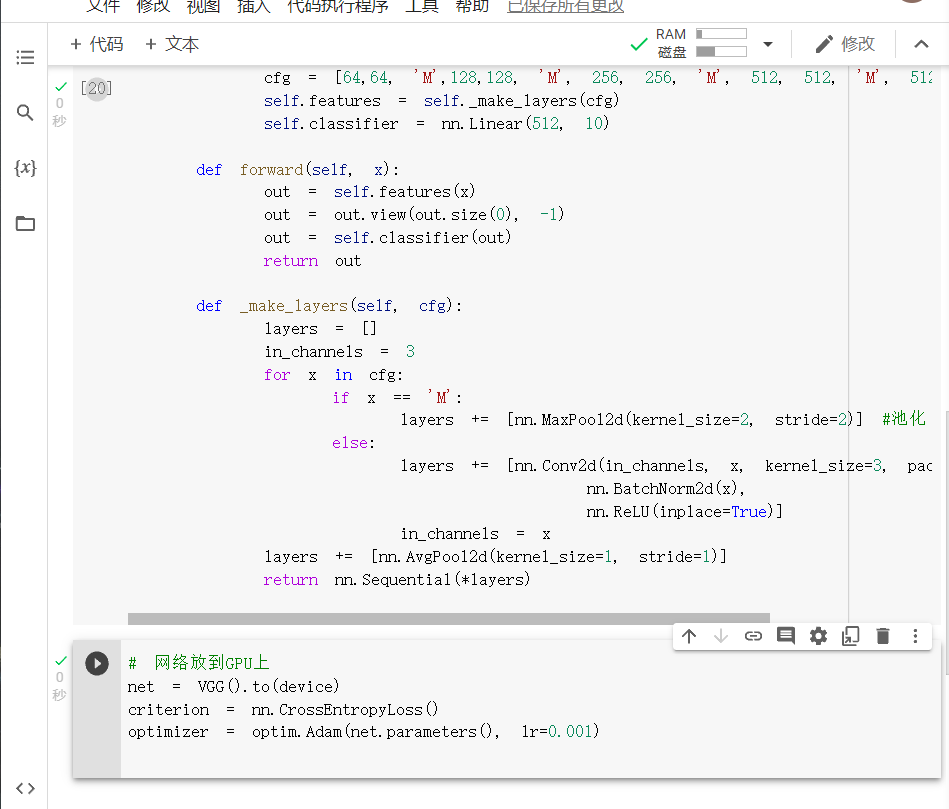 文件 修改 视图 插入 代码执行程序 工具 帮助 已保存所有更改
+ 代码 + 文本 RAM 磁盘 修改
{x}
[20]
0
秒
cfg = [64,64, 'M',128,128, 'M', 256, 256, 'M', 512, 512, 'M', 512
self.features = self._make_layers(cfg)
self.classifier = nn.Linear(512, 10)
def forward(self, x):
out = self.features(x)
out = out.view(out.size(0), -1)
out = self.classifier(out)
return out
def _make_layers(self, cfg):
layers = []
in_channels = 3
for x in cfg:
if x == 'M':
layers += [nn.MaxPool2d(kernel_size=2, stride=2)] #池化
else:
layers += [nn.Conv2d(in_channels, x, kernel_size=3, pad
nn.BatchNorm2d(x),
nn.ReLU(inplace=True)]
in_channels = x
layers += [nn.AvgPool2d(kernel_size=1, stride=1)]
return nn.Sequential(*layers)
0
秒
# 网络放到GPU上
net = VGG().to(device)
criterion = nn.CrossEntropyLoss()
optimizer = optim.Adam(net.parameters(), lr=0.001)